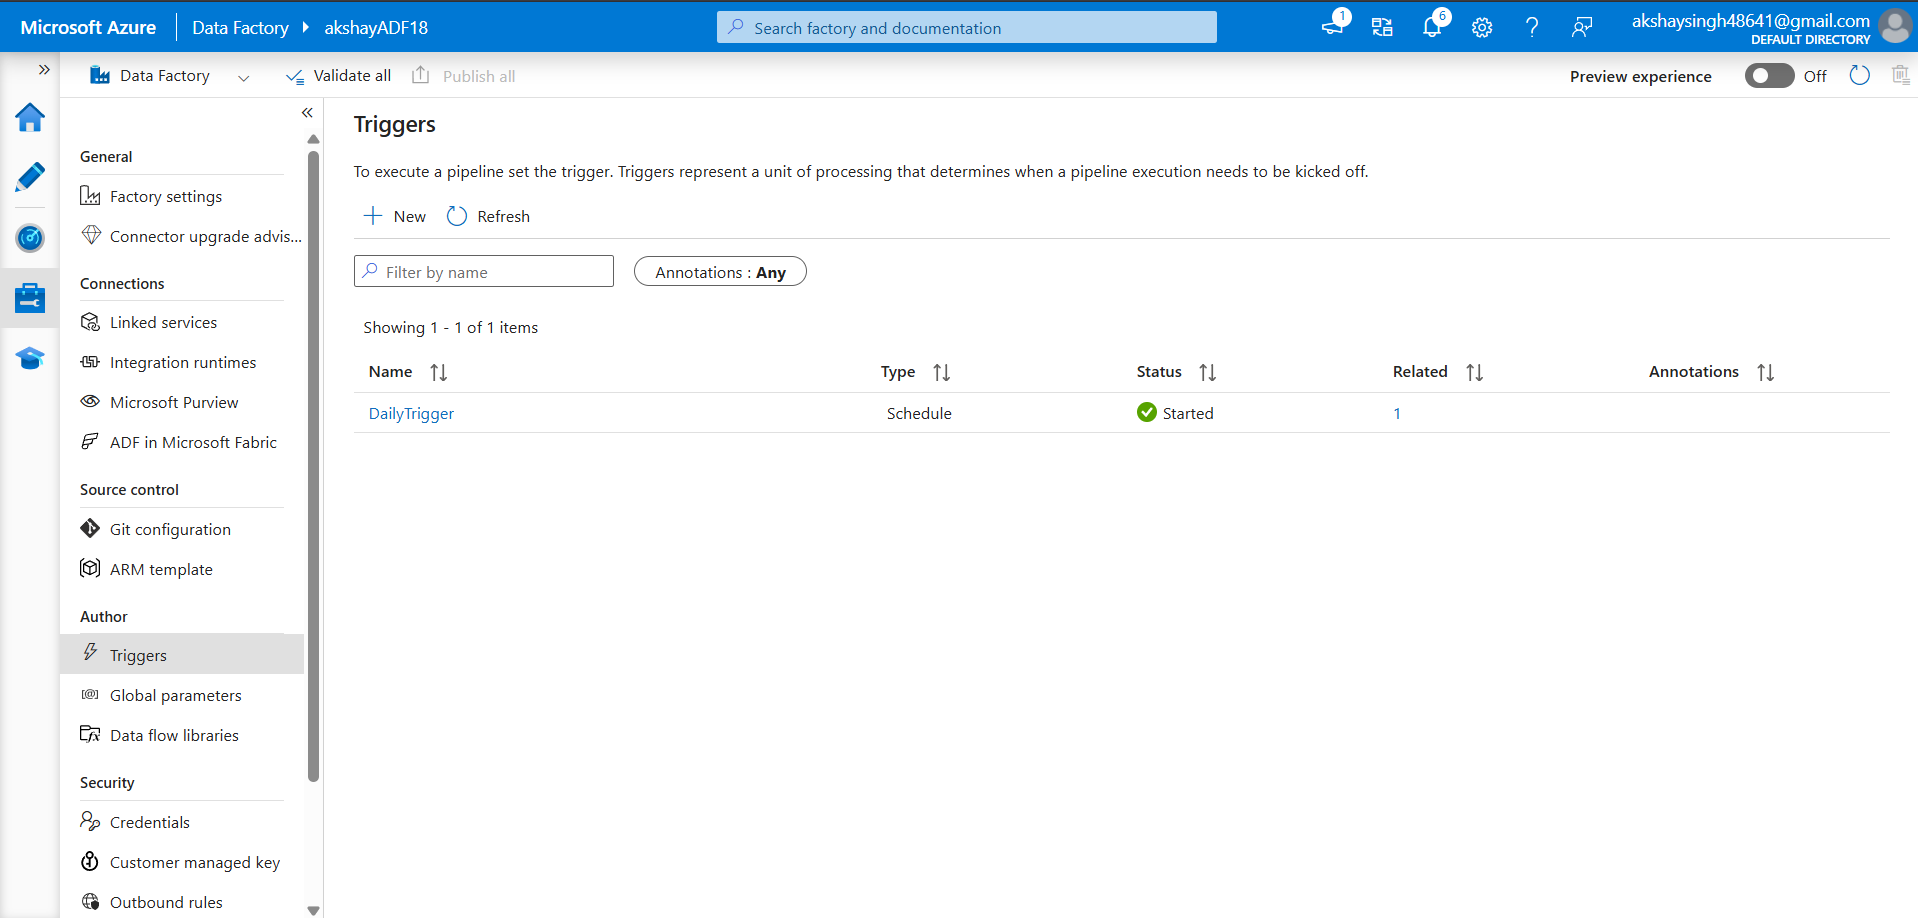 Microsoft Azure
Data Factory
akshayADF18
Search factory and documentation
1
6
akshaysingh48641@gmail.com
DEFAULT DIRECTORY
Data Factory
Validate all
Publish all
Preview experience
Off
General
Factory settings
Connector upgrade advis...
Connections
Linked services
Integration runtimes
Microsoft Purview
ADF in Microsoft Fabric
Source control
Git configuration
ARM template
Author
Triggers
Global parameters
Data flow libraries
Security
Credentials
Customer managed key
Outbound rules
Triggers
To execute a pipeline set the trigger. Triggers represent a unit of processing that determines when a pipeline execution needs to be kicked off.
New
Refresh
Filter by name
Annotations : Any
Showing 1 - 1 of 1 items
Name Type Status Related Annotations
DailyTrigger Schedule Started 1